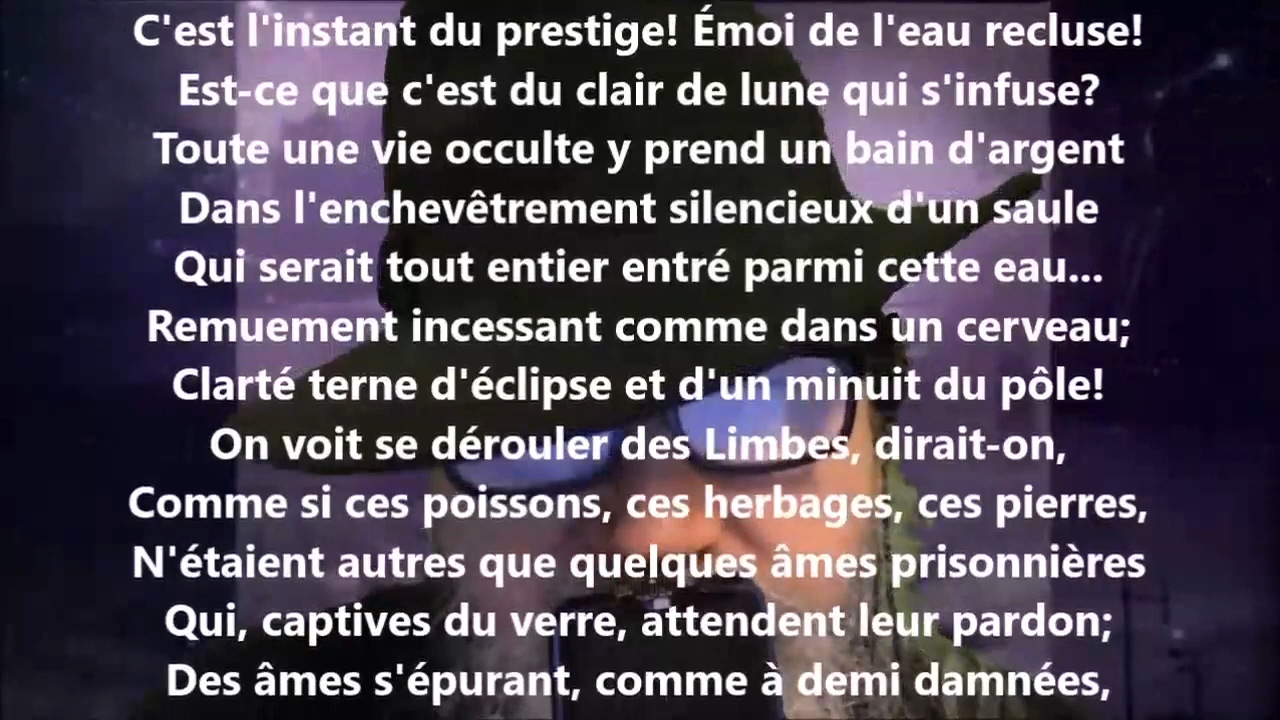 C'est l'instant du prestige! Émoi de l'eau recluse!
Est-ce que c'est du clair de lune qui s'infuse?
Toute une vie occulte y prend un bain d'argent
Dans l'enchevêtrement silencieux d'un saule
Qui serait tout entier entré parmi cette eau...
Remuement incessant comme dans un cerveau;
Clarté terne d'éclipse et d'un minuit du pôle!
On voit se dérouler des Limbes, dirait-on,
Comme si ces poissons, ces herbages, ces pierres,
N'étaient autres que quelques âmes prisonnières
Qui, captives du verre, attendent leur pardon;
Des âmes s'épurant, comme à demi damnées,